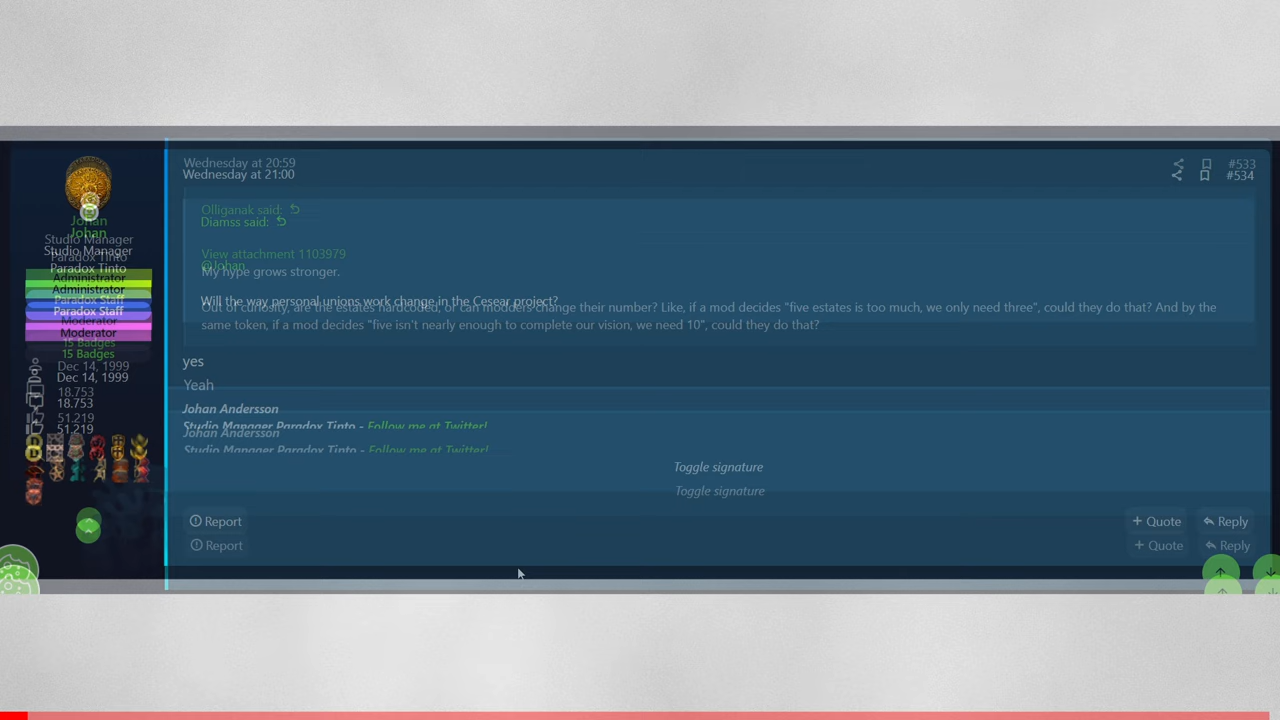 Wednesday at 20:59
Wednesday at 21:00
#533
#534
Johan
Johan
Studio Manager
Studio Manager
Paradox Tinto
Paradox Tinto
Administrator
Administrator
Paradox Staff
Paradox Staff
Moderator
Moderator
15 Badges
15 Badges
Dec 14, 1999
Dec 14, 1999
18.753
18.753
51.219
51.219
Olliganak said:
Diamss said:
View attachment 1103979
@Johan
My hype grows stronger.
Will the way personal unions work change in the Cesear project?
Out of curiosity, are the estates hardcoded, or can modders change their number? Like, if a mod decides "five estates is too much, we only need three", could they do that? And by the
same token, if a mod decides "five isn't nearly enough to complete our vision, we need 10", could they do that?
yes
Yeah
Johan Andersson
Studio Manager Paradox Tinto - Follow me at Twitter!
Johan Andersson
Studio Manager Paradox Tinto - Follow me at Twitter!
Toggle signature
Toggle signature
Report
+ Quote
Reply
Report
+ Quote
Reply